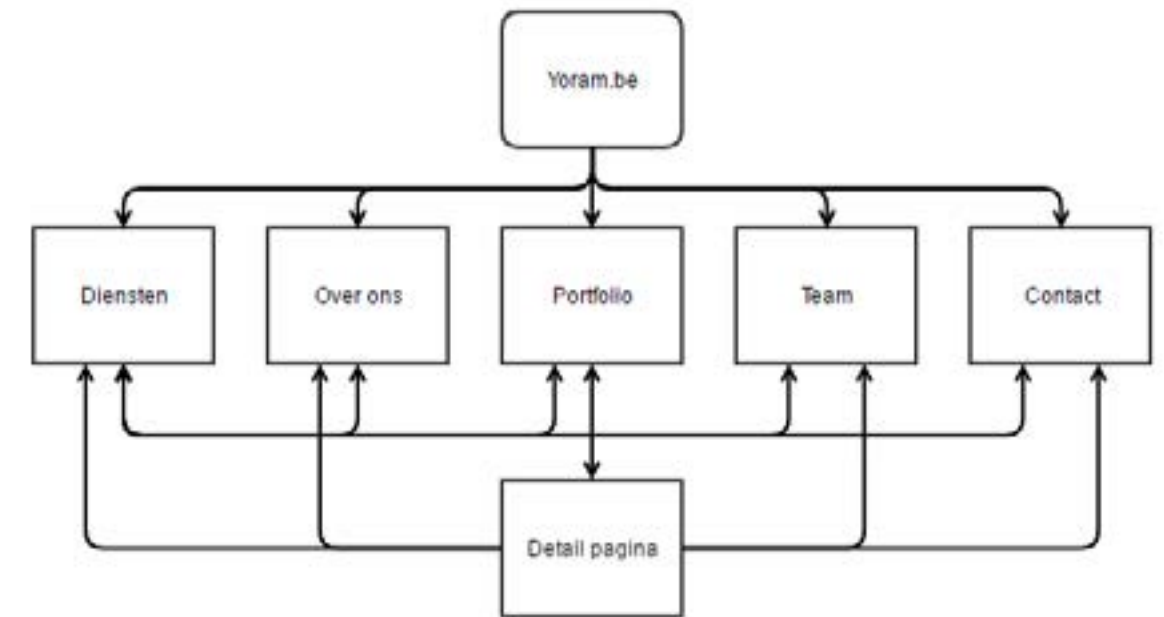 Yoram.be
Diensten
Over ons
Portfolio
Team
Contact
Detail pagina